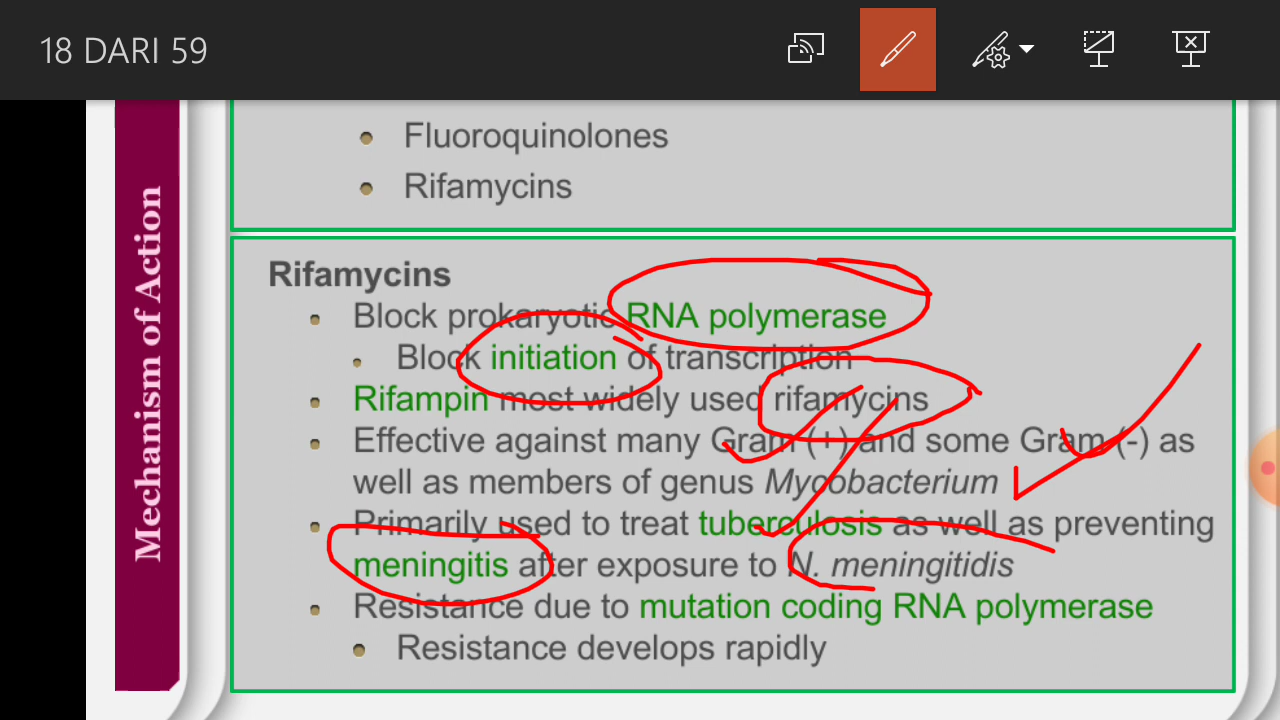 18 DARI 59
Mechanism of Action
Fluoroquinolones
Rifamycins
Rifamycins
Block prokaryotic RNA polymerase
Block initiation of transcription
Rifampin most widely used rifamycins
Effective against many Gram (+) and some Gram (-) as
well as members of genus Mycobacterium
Primarily used to treat tuberculosis as well as preventing
meningitis after exposure to N. meningitidis
Resistance due to mutation coding RNA polymerase
Resistance develops rapidly